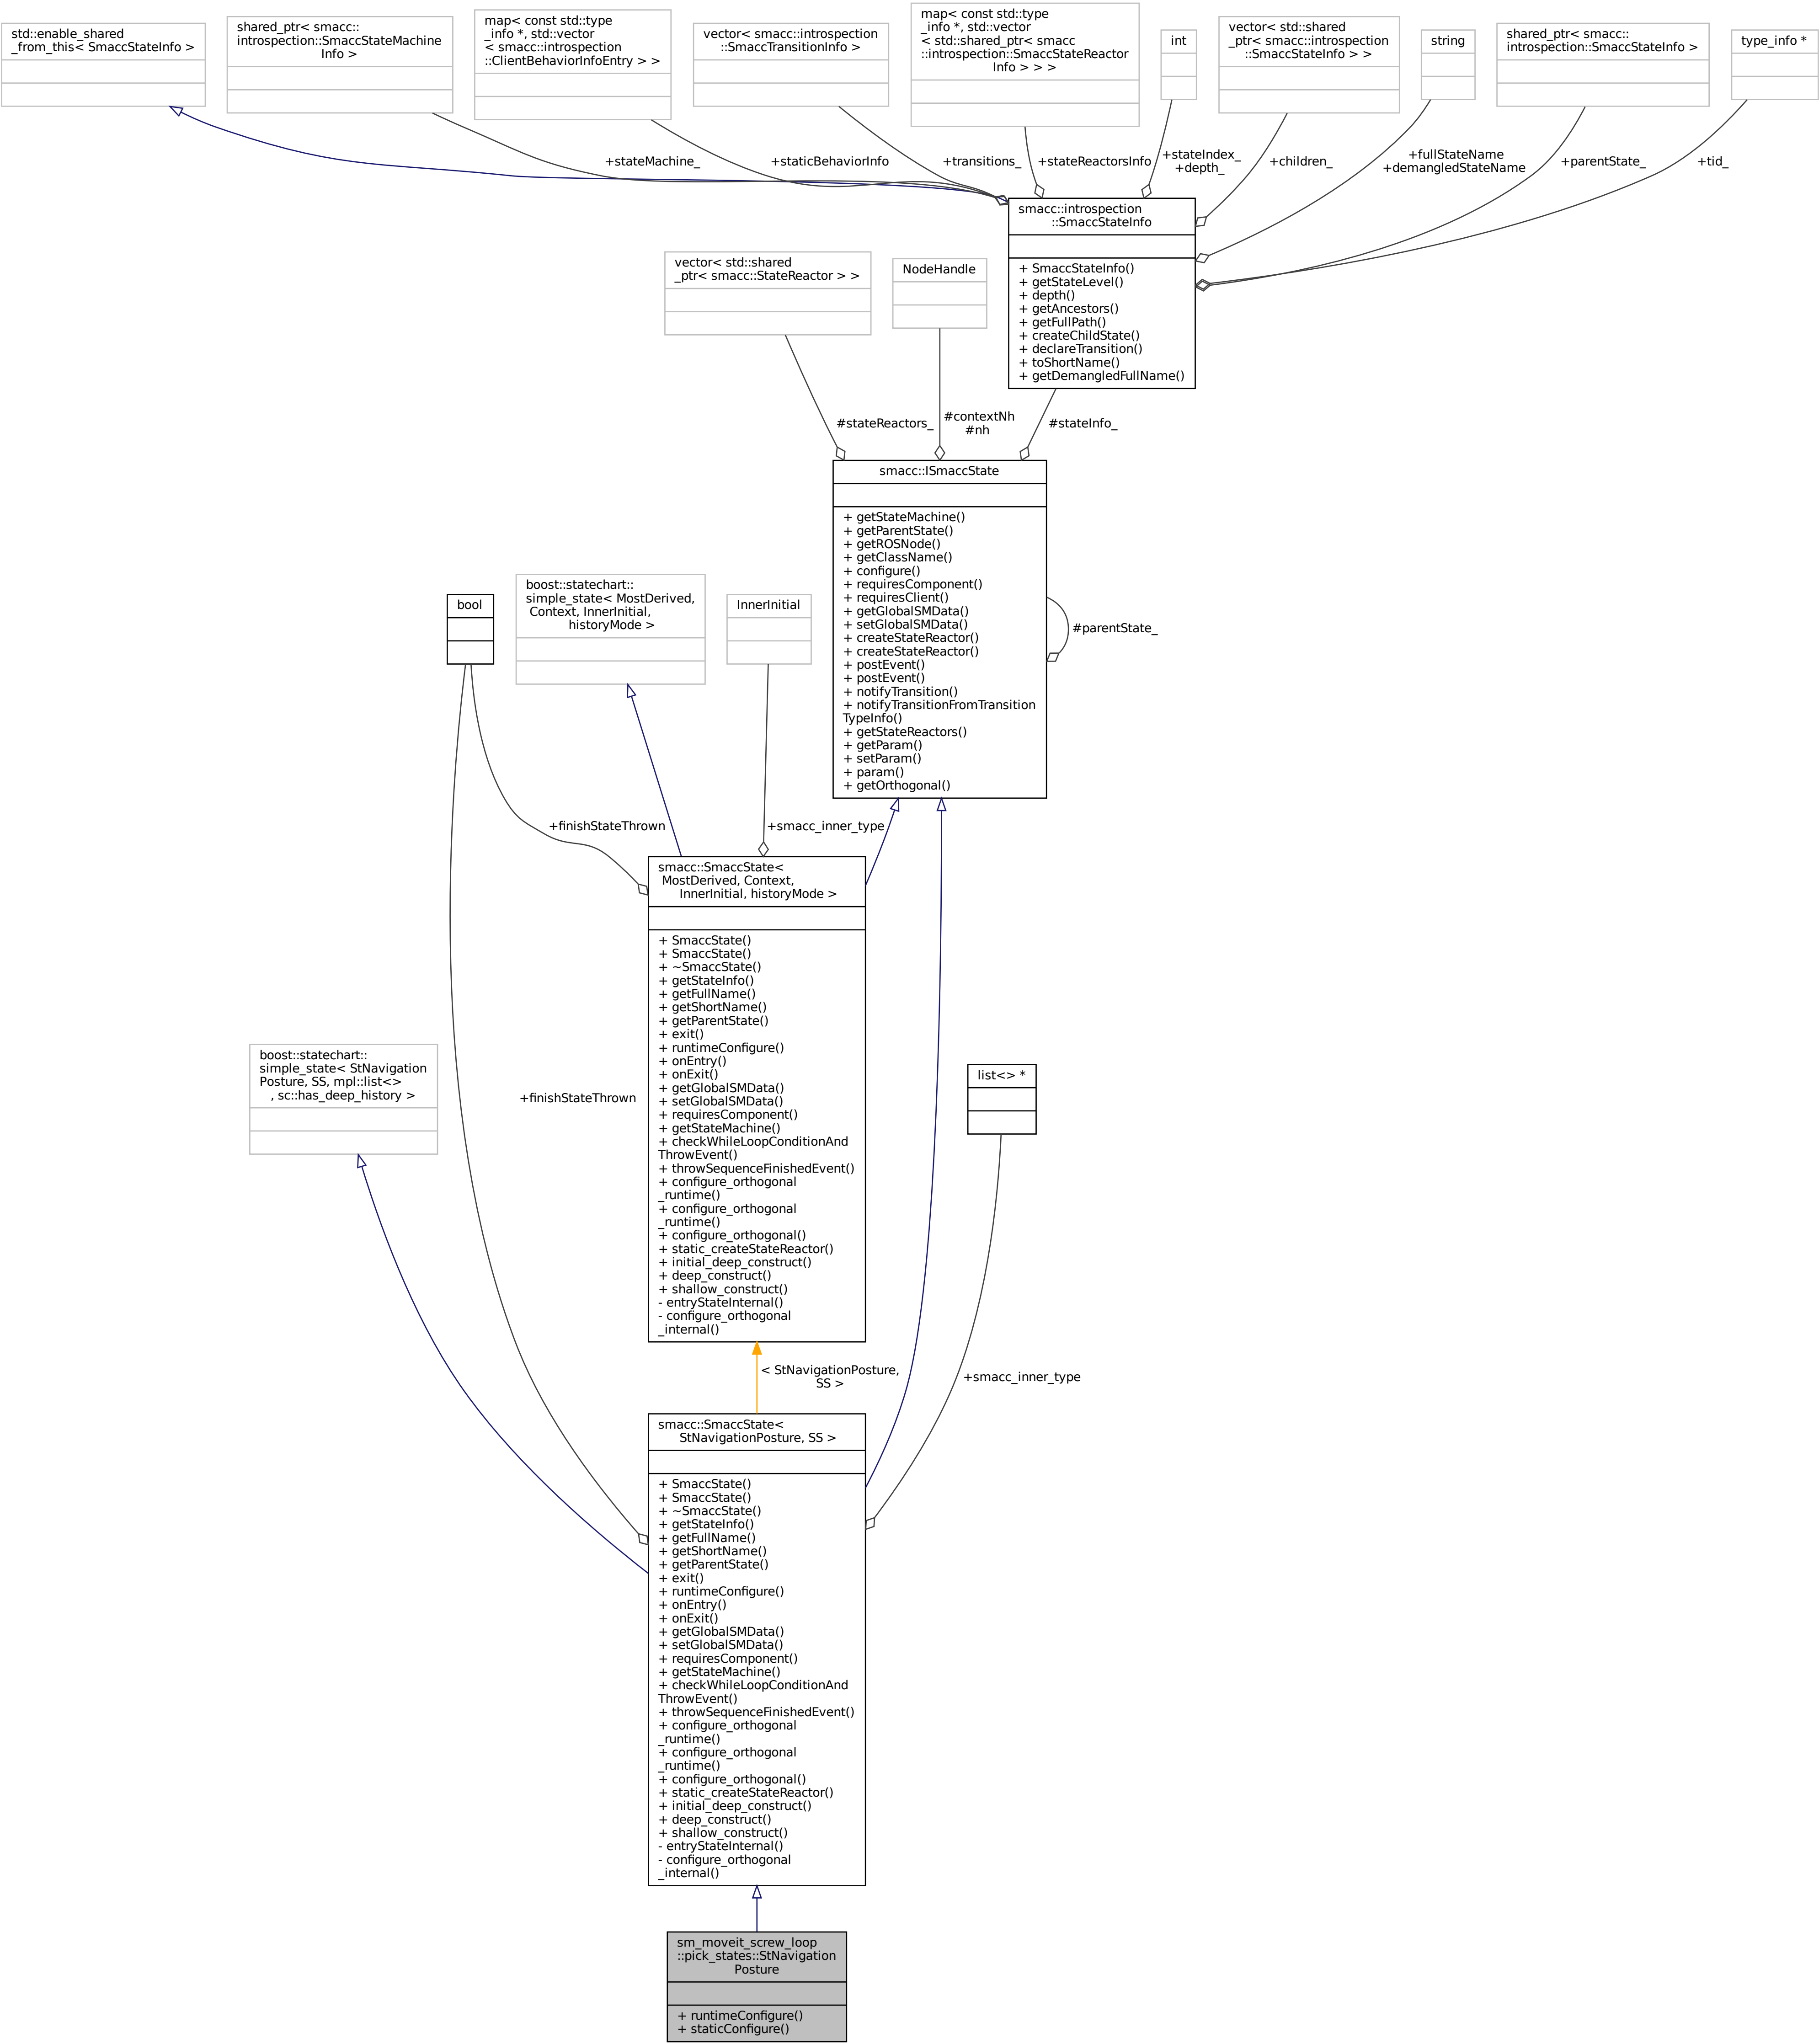 std::enable_shared
_from_this< SmaccStateInfo >
shared_ptr< smacc::
introspection::SmaccStateMachine
Info >
map< const std::type
_info *, std::vector
< smacc::introspection
::ClientBehaviorInfoEntry > >
vector< smacc::introspection
::SmaccTransitionInfo >
map< const std::type
_info *, std::vector
< std::shared_ptr< smacc
::introspection::SmaccStateReactor
Info > > >
int
vector< std::shared
_ptr< smacc::introspection
::SmaccStateInfo > >
string
shared_ptr< smacc::
introspection::SmaccStateInfo >
type_info *
+stateMachine_
+staticBehaviorInfo
+transitions_
+stateReactorsInfo
+stateIndex_
+depth_
+children_
+fullStateName
+demangledStateName
+parentState_
+tid_
smacc::introspection
::SmaccStateInfo
+ SmaccStateInfo()
+ getStateLevel()
+ depth()
+ getAncestors()
+ getFullPath()
+ createChildState()
+ declareTransition()
+ toShortName()
+ getDemangledFullName()
vector< std::shared
_ptr< smacc::StateReactor > >
NodeHandle
#stateReactors_
#contextNh
#nh
#stateInfo_
smacc::ISmaccState
+ getStateMachine()
+ getParentState()
+ getROSNode()
+ getClassName()
+ configure()
+ requiresComponent()
+ requiresClient()
+ getGlobalSMData()
+ setGlobalSMData()
+ createStateReactor()
+ createStateReactor()
+ postEvent()
+ postEvent()
+ notifyTransition()
+ notifyTransitionFromTransition
TypeInfo()
+ getStateReactors()
+ getParam()
+ setParam()
+ param()
+ getOrthogonal()
#parentState_
bool
boost::statechart::
simple_state< MostDerived,
Context, InnerInitial,
historyMode >
InnerInitial
+finishStateThrown
+smacc_inner_type
smacc::SmaccState<
MostDerived, Context,
InnerInitial, historyMode >
+ SmaccState()
+ SmaccState()
+ ~SmaccState()
+ getStateInfo()
+ getFullName()
+ getShortName()
+ getParentState()
+ exit()
+ runtimeConfigure()
+ onEntry()
+ onExit()
+ getGlobalSMData()
+ setGlobalSMData()
+ requiresComponent()
+ getStateMachine()
+ checkWhileLoopConditionAnd
ThrowEvent()
+ throwSequenceFinishedEvent()
+ configure_orthogonal
_runtime()
+ configure_orthogonal
_runtime()
+ configure_orthogonal()
+ static_createStateReactor()
+ initial_deep_construct()
+ deep_construct()
+ shallow_construct()
- entryStateInternal()
- configure_orthogonal
_internal()
boost::statechart::
simple_state< StNavigation
Posture, SS, mpl::list<>
, sc::has_deep_history >
+finishStateThrown
list<> *
< StNavigationPosture,
SS >
+smacc_inner_type
smacc::SmaccState<
StNavigationPosture, SS >
+ SmaccState()
+ SmaccState()
+ ~SmaccState()
+ getStateInfo()
+ getFullName()
+ getShortName()
+ getParentState()
+ exit()
+ runtimeConfigure()
+ onEntry()
+ onExit()
+ getGlobalSMData()
+ setGlobalSMData()
+ requiresComponent()
+ getStateMachine()
+ checkWhileLoopConditionAnd
ThrowEvent()
+ throwSequenceFinishedEvent()
+ configure_orthogonal
_runtime()
+ configure_orthogonal
_runtime()
+ configure_orthogonal()
+ static_createStateReactor()
+ initial_deep_construct()
+ deep_construct()
+ shallow_construct()
- entryStateInternal()
- configure_orthogonal
_internal()
sm_moveit_screw_loop
::pick_states::StNavigation
Posture
+ runtimeConfigure()
+ staticConfigure()